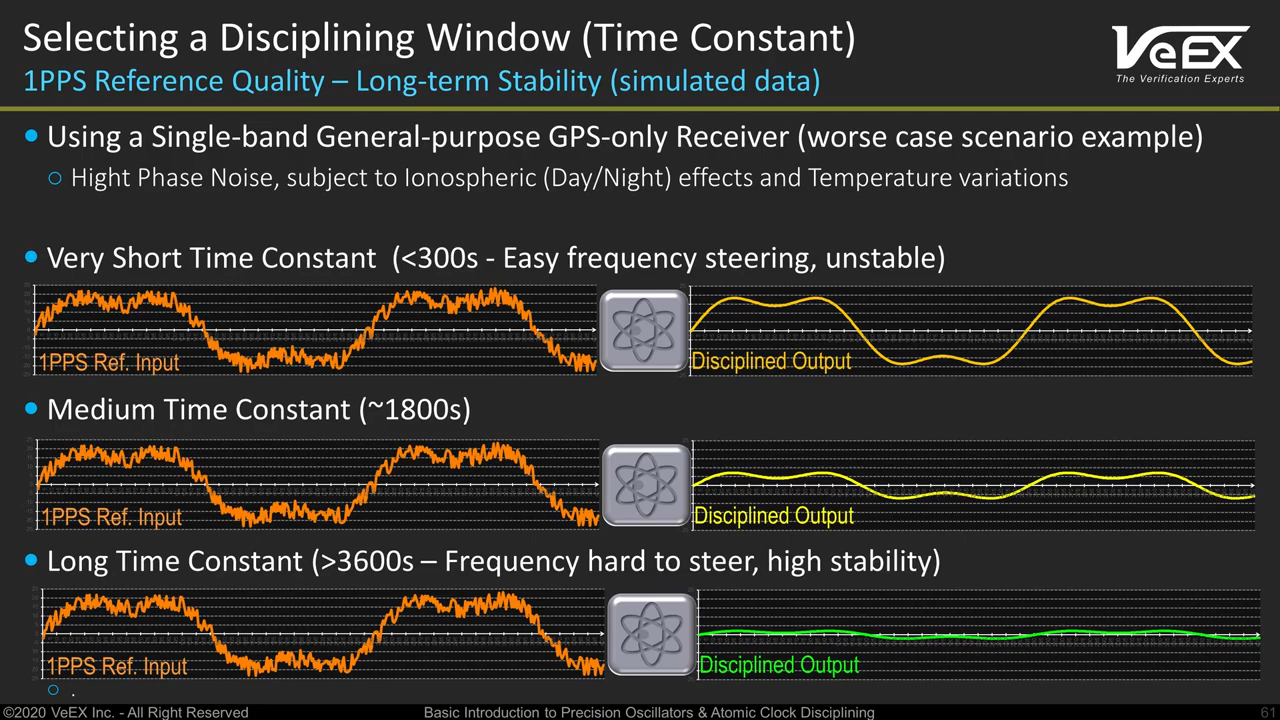 Selecting a Disciplining Window (Time Constant)
VeEX
The Verification Experts
1PPS Reference Quality – Long-term Stability (simulated data)
Using a Single-band General-purpose GPS-only Receiver (worse case scenario example)
Hight Phase Noise, subject to Ionospheric (Day/Night) effects and Temperature variations
Very Short Time Constant (<300s - Easy frequency steering, unstable)
1PPS Ref. Input
Disciplined Output
Medium Time Constant (~1800s)
1PPS Ref. Input
Disciplined Output
Long Time Constant (>3600s – Frequency hard to steer, high stability)
1PPS Ref. Input
Disciplined Output
.
©2020 VeEX Inc. - All Right Reserved
Basic Introduction to Precision Oscillators & Atomic Clock Disciplining
61